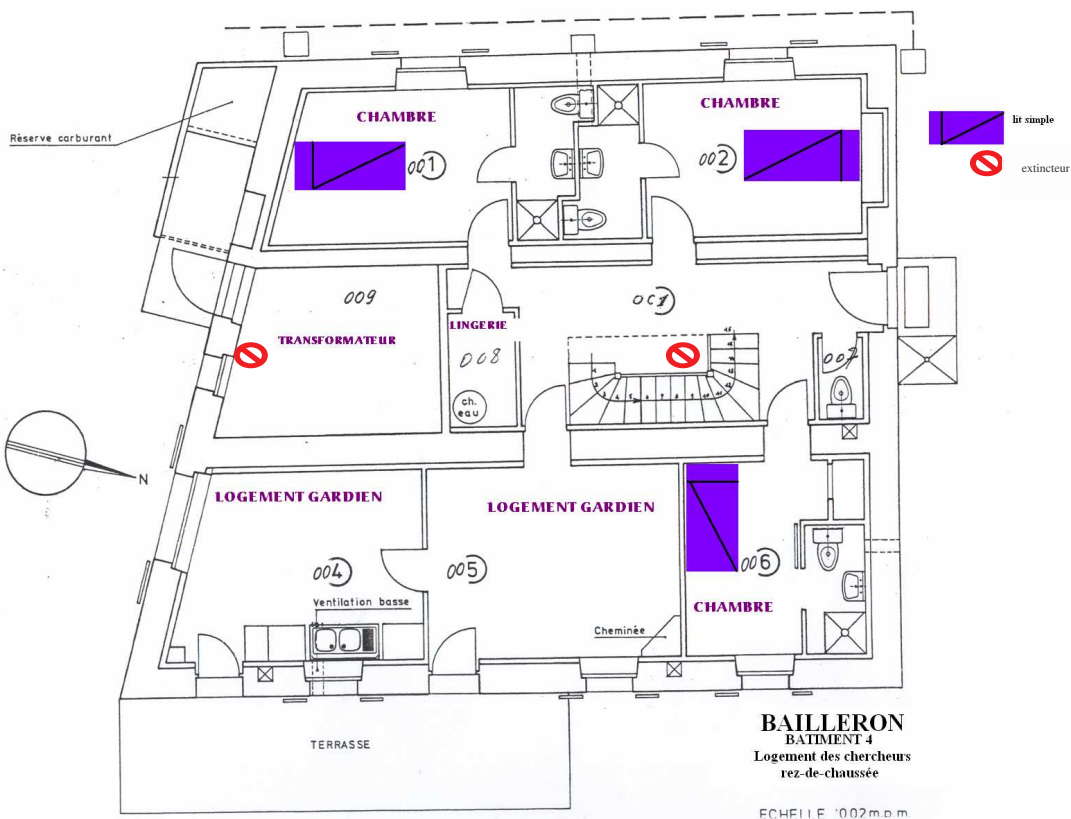 CHAMBRE
CHAMBRE
lit simple
Réserve carburant
001
002
extincteur
009
001
LINGERIE
TRANSFORMATEUR
008
007
ch.
eau
N
LOGEMENT GARDIEN
LOGEMENT GARDIEN
004
005
006
Ventilation basse
CHAMBRE
Cheminée
BAILLERON
BATIMENT 4
Logement des chercheurs
rez-de-chaussée
TERRASSE
ECHELLE '002m.p.m.